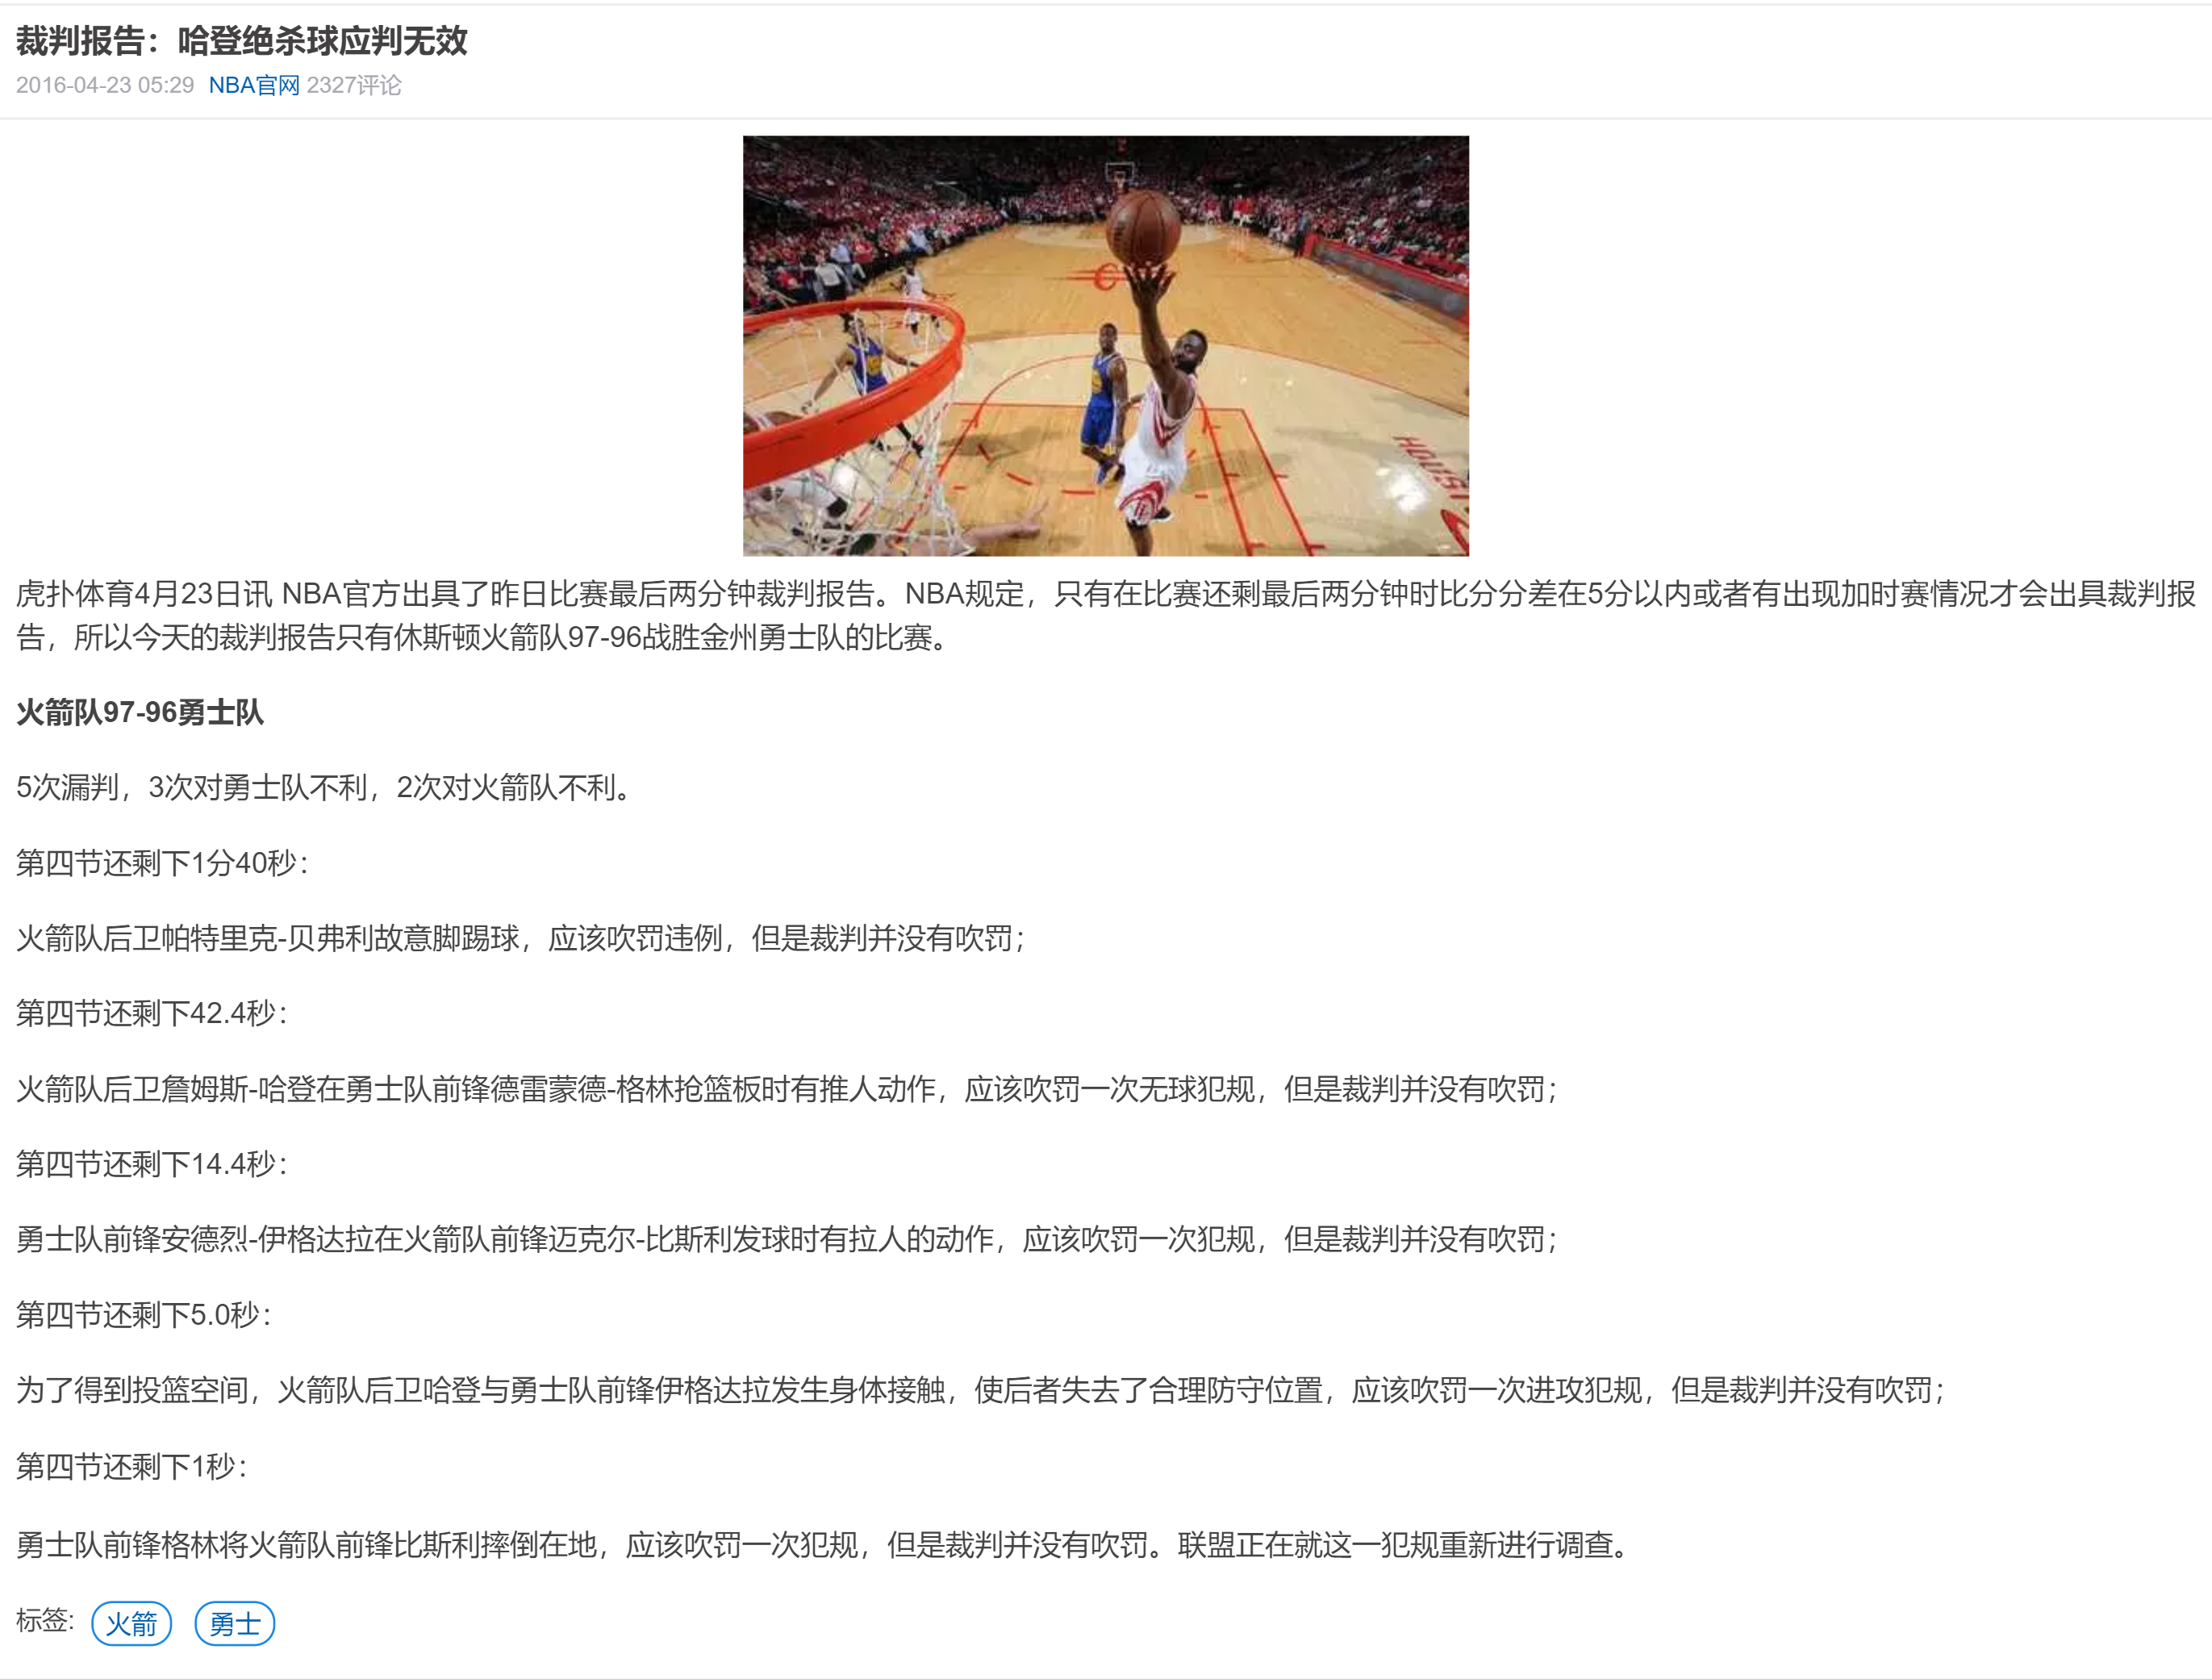 裁判报告：哈登绝杀球应判无效
2016-04-23 05:29 NBA官网 2327评论
虎扑体育4月23日讯 NBA官方出具了昨日比赛最后两分钟裁判报告。NBA规定，只有在比赛还剩最后两分钟时比分分差在5分以内或者有出现加时赛情况才会出具裁判报
告，所以今天的裁判报告只有休斯顿火箭队97-96战胜金州勇士队的比赛。
火箭队97-96勇士队
5次漏判，3次对勇士队不利，2次对火箭队不利。
第四节还剩下1分40秒：
火箭队后卫帕特里克-贝弗利故意脚踢球，应该吹罚违例，但是裁判并没有吹罚；
第四节还剩下42.4秒：
火箭队后卫詹姆斯-哈登在勇士队前锋德雷蒙德-格林抢篮板时有推人动作，应该吹罚一次无球犯规，但是裁判并没有吹罚；
第四节还剩下14.4秒：
勇士队前锋安德烈-伊格达拉在火箭队前锋迈克尔-比斯利发球时有拉人的动作，应该吹罚一次犯规，但是裁判并没有吹罚；
第四节还剩下5.0秒：
为了得到投篮空间，火箭队后卫哈登与勇士队前锋伊格达拉发生身体接触，使后者失去了合理防守位置，应该吹罚一次进攻犯规，但是裁判并没有吹罚；
第四节还剩下1秒：
勇士队前锋格林将火箭队前锋比斯利摔倒在地，应该吹罚一次犯规，但是裁判并没有吹罚。联盟正在就这一犯规重新进行调查。
标签: 火箭 勇士